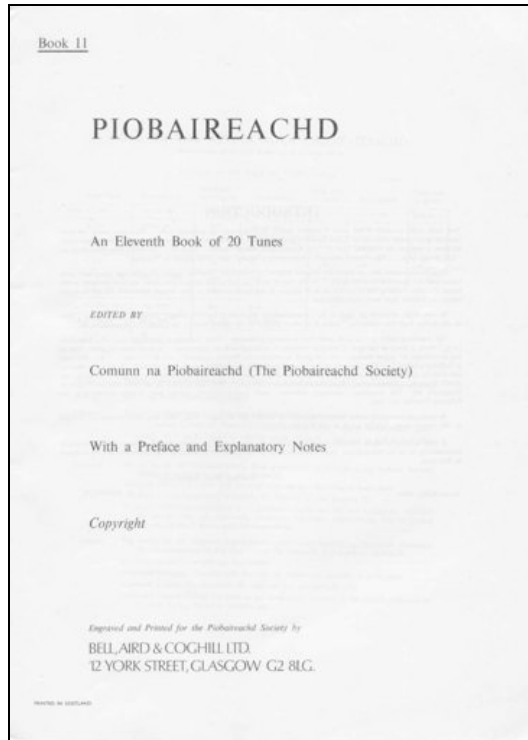 Book 11
PIOBAIREACHD
An Eleventh Book of 20 Tunes
EDITED BY
Comunn na Piobaireachd (The Piobaireachd Society)
With a Preface and Explanatory Notes
Copyright
Engraved and Printed for the Piobaireachd Society by
BELL, AIRD & COGHILL LTD.
12 YORK STREET, GLASGOW G2 8LG.
PRINTED IN SCOTLAND